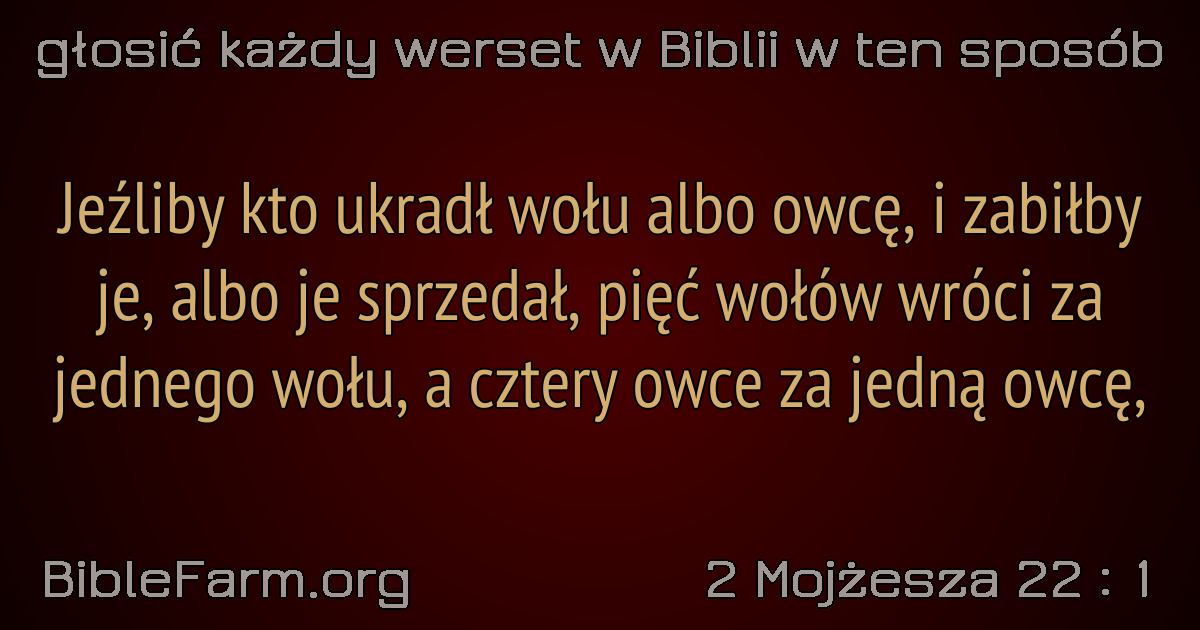 głosić każdy werset w Biblii w ten sposób
Jeźliby kto ukradł wołu albo owcę, i zabiłby
je, albo je sprzedał, pięć wołów wróci za
jednego wołu, a cztery owce za jedną owcę,
BibleFarm.org
2 Mojżesza 22 : 1